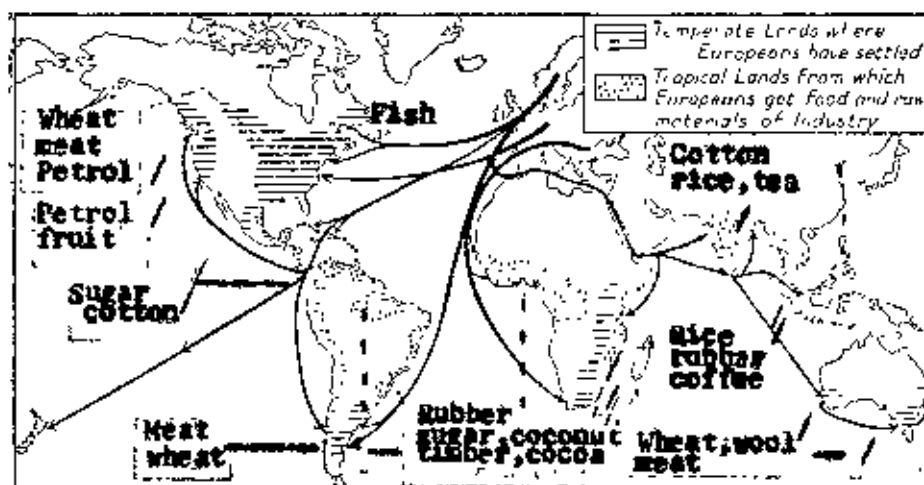 Temperate Lands where
Europeans have settled
Tropical Lands from which
Europeans get food and raw
materials of Industry
Fish
Wheat
meat
Petrol
Petrol
fruit
Sugar
cotton
Cotton
rice, tea
Rice
rubber
coffee
Meat
wheat
Rubber
sugar, coconut
timber, cocoa
Wheat, wool
meat